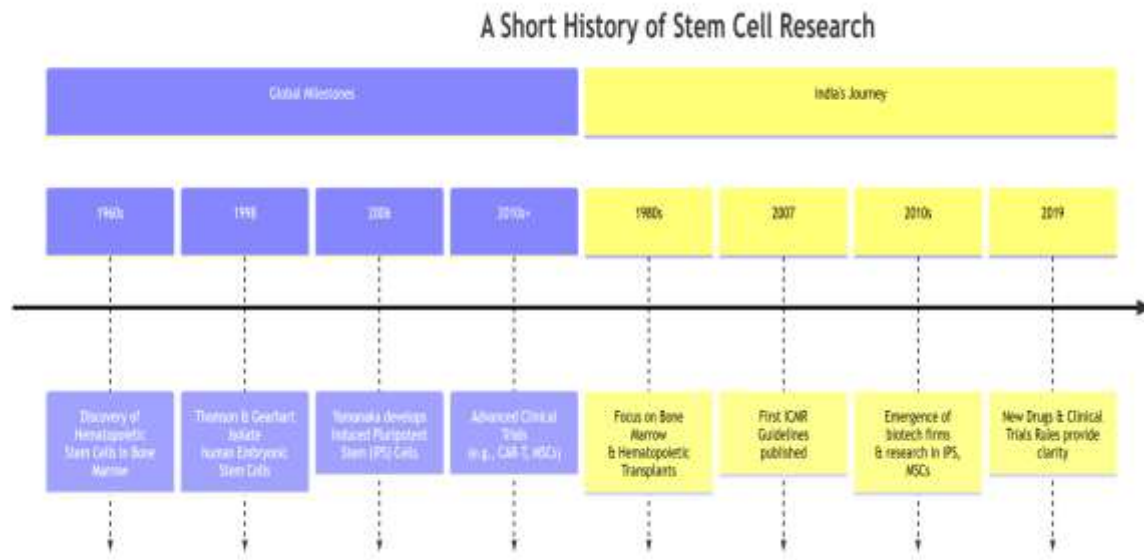 A Short History of Stem Cell Research
Global Milestones
India's Journey
1960s
1998
2006
2010s+
1980s
2007
2010s
2019
Discovery of
Hematopoietic
Stem Cells in Bone
Marrow
Thomson & Gearhart
isolate
human Embryonic
Stem Cells
Yamanaka develops
Induced Pluripotent
Stem (iPS) Cells
Advanced Clinical
Trials
(e.g., CAR-T, MSCs)
Focus on Bone
Marrow
& Hematopoietic
Transplants
First ICMR
Guidelines
published
Emergence of
biotech firms
& research in iPS,
MSCs
New Drugs & Clinical
Trials Rules provide
clarity